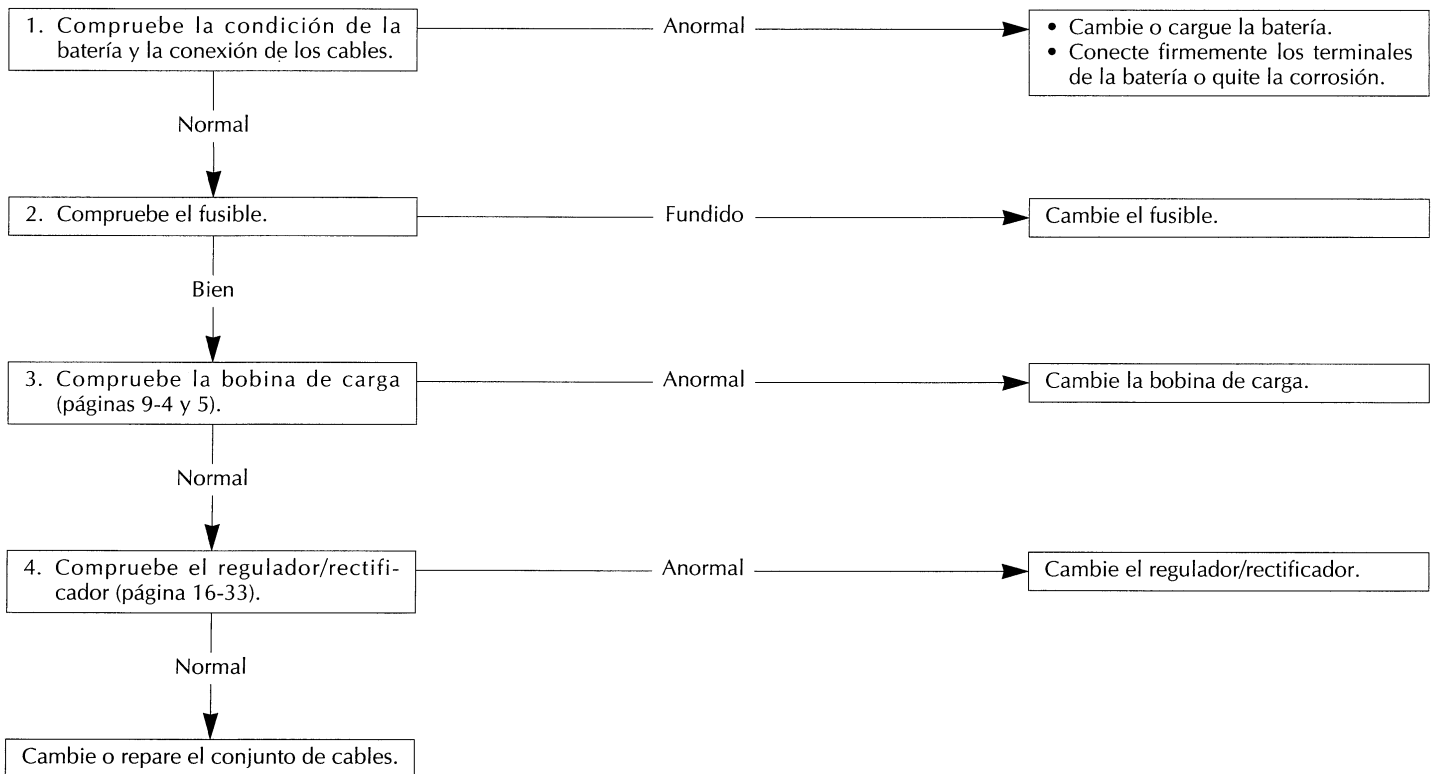 1. Compruebe la condición de la
batería y la conexión de los cables.
Anormal
• Cambie o cargue la batería.
• Conecte firmemente los terminales
de la batería o quite la corrosión.
Normal
2. Compruebe el fusible.
Fundido
Cambie el fusible.
Bien
3. Compruebe la bobina de carga
(páginas 9-4 y 5).
Anormal
Cambie la bobina de carga.
Normal
4. Compruebe el regulador/rectifi-
cador (página 16-33).
Anormal
Cambie el regulador/rectificador.
Normal
Cambie o repare el conjunto de cables.